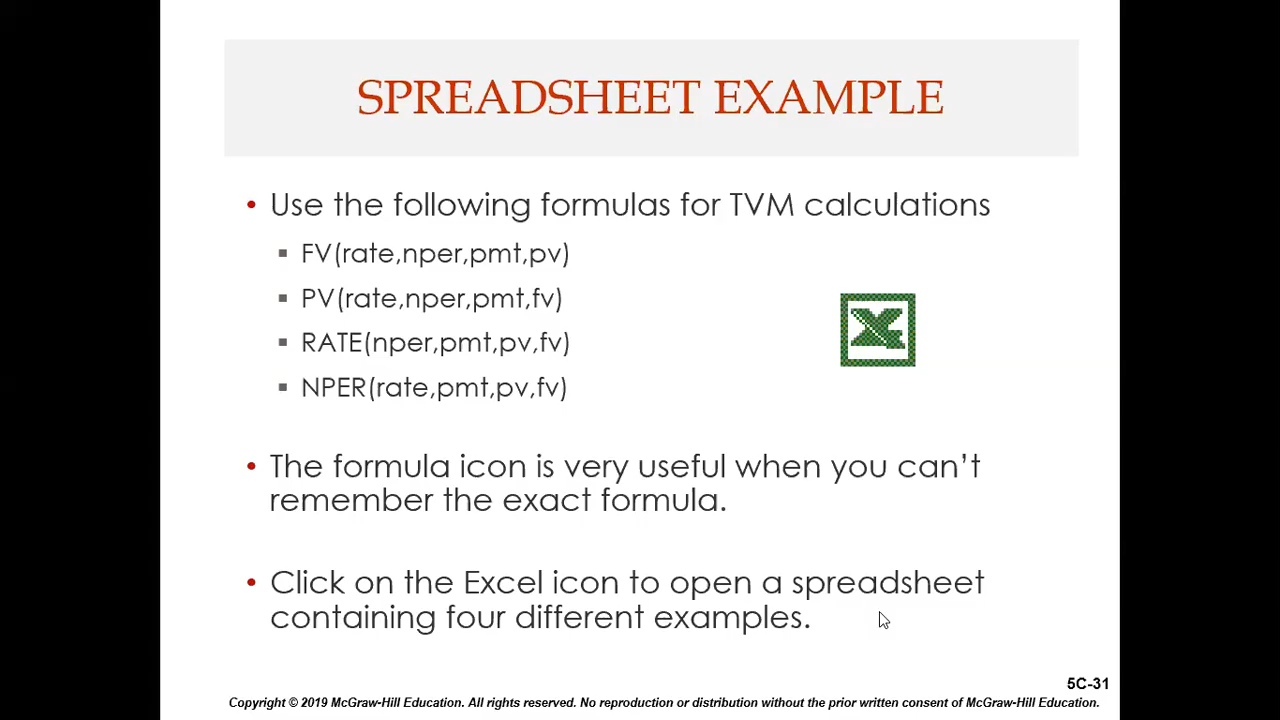 SPREADSHEET EXAMPLE
• Use the following formulas for TVM calculations
▪ FV(rate,nper,pmt,pv)
▪ PV(rate,nper,pmt,fv)
▪ RATE(nper,pmt,pv,fv)
▪ NPER(rate,pmt,pv,fv)
• The formula icon is very useful when you can’t
remember the exact formula.
• Click on the Excel icon to open a spreadsheet
containing four different examples.
5C-31
Copyright © 2019 McGraw-Hill Education. All rights reserved. No reproduction or distribution without the prior written consent of McGraw-Hill Education.